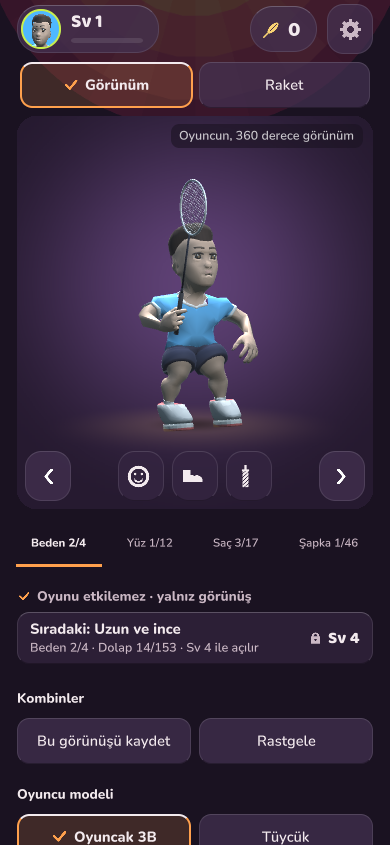 Sv 1
0
Görünüm
Raket
Oyuncun, 360 derece görünüm
Beden 2/4
Yüz 1/12
Saç 3/17
Şapka 1/46
Oyunu etkilemez · yalnız görünüş
Sıradaki: Uzun ve ince
Beden 2/4 · Dolap 14/153 · Sv 4 ile açılır
Sv 4
Kombinler
Bu görünüşü kaydet
Rastgele
Oyuncu modeli
Oyuncak 3B
Tüycük